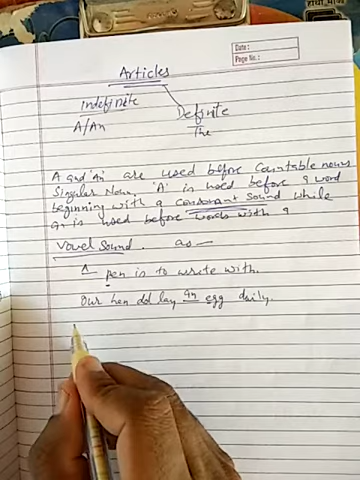 Date:
Page No.:
Articles
Indefinite
Definite
A/An
The
A and 'An' are used before Countable nouns
Singular Noun, 'A' is used before a word
beginning with a consonant sound while
an is used before words with a
Vowel Sound. as—
A pen is to write with.
Our hen dd lay an egg daily.